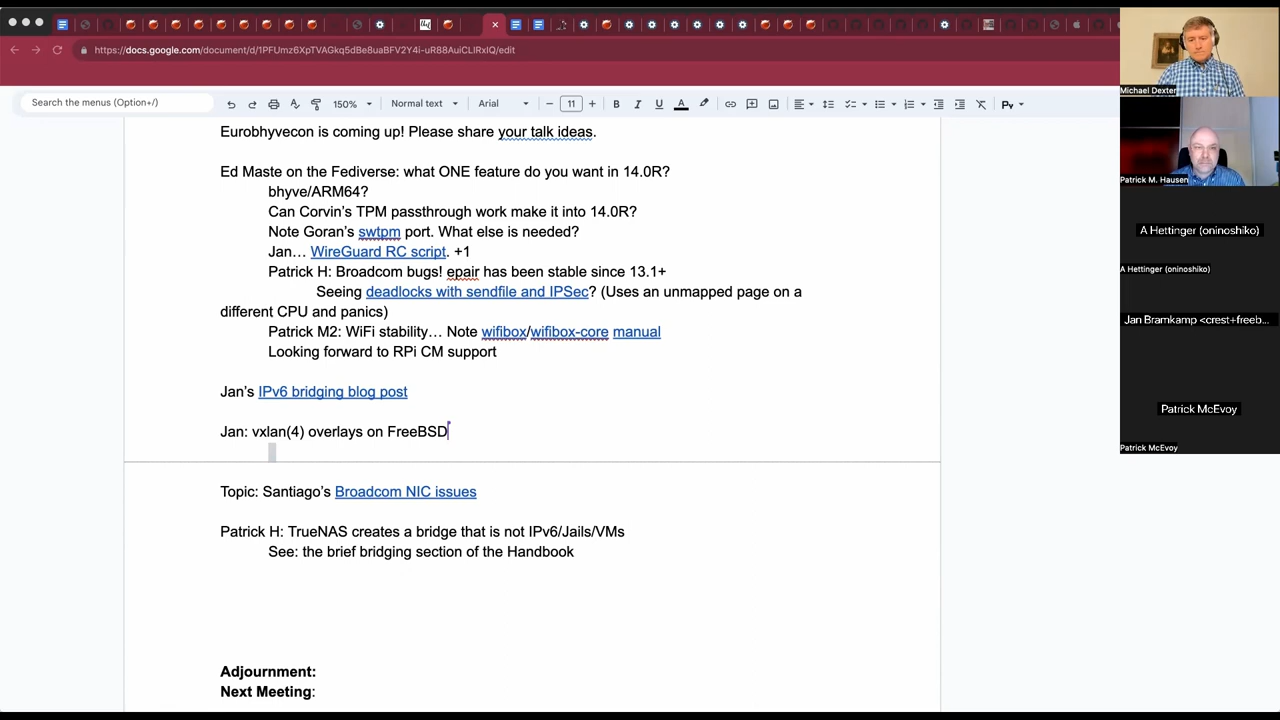 https://docs.google.com/document/d/1PFUmz6XpTVAGkq5dBe8uaBFV2Y4i-uR88AuiCLlRxIQ/edit
Search the menus (Option+/)
150%
Normal text
Arial
11
B
I
U
A
Eurobhyvecon is coming up! Please share your talk ideas.
Ed Maste on the Fediverse: what ONE feature do you want in 14.0R?
bhyve/ARM64?
Can Corvin's TPM passthrough work make it into 14.0R?
Note Goran's swtpm port. What else is needed?
Jan… WireGuard RC script. +1
Patrick H: Broadcom bugs! epair has been stable since 13.1+
Seeing deadlocks with sendfile and IPSec? (Uses an unmapped page on a
different CPU and panics)
Patrick M2: WiFi stability… Note wifibox/wifibox-core manual
Looking forward to RPi CM support
Jan's IPv6 bridging blog post
Jan: vxlan(4) overlays on FreeBSD
Topic: Santiago's Broadcom NIC issues
Patrick H: TrueNAS creates a bridge that is not IPv6/Jails/VMs
See: the brief bridging section of the Handbook
Adjournment:
Next Meeting:
Michael Dexter
Patrick M. Hausen
A Hettinger (oninoshiko)
A Hettinger (oninoshiko)
Jan Bramkamp <crest+freeb...
Patrick McEvoy
Patrick McEvoy